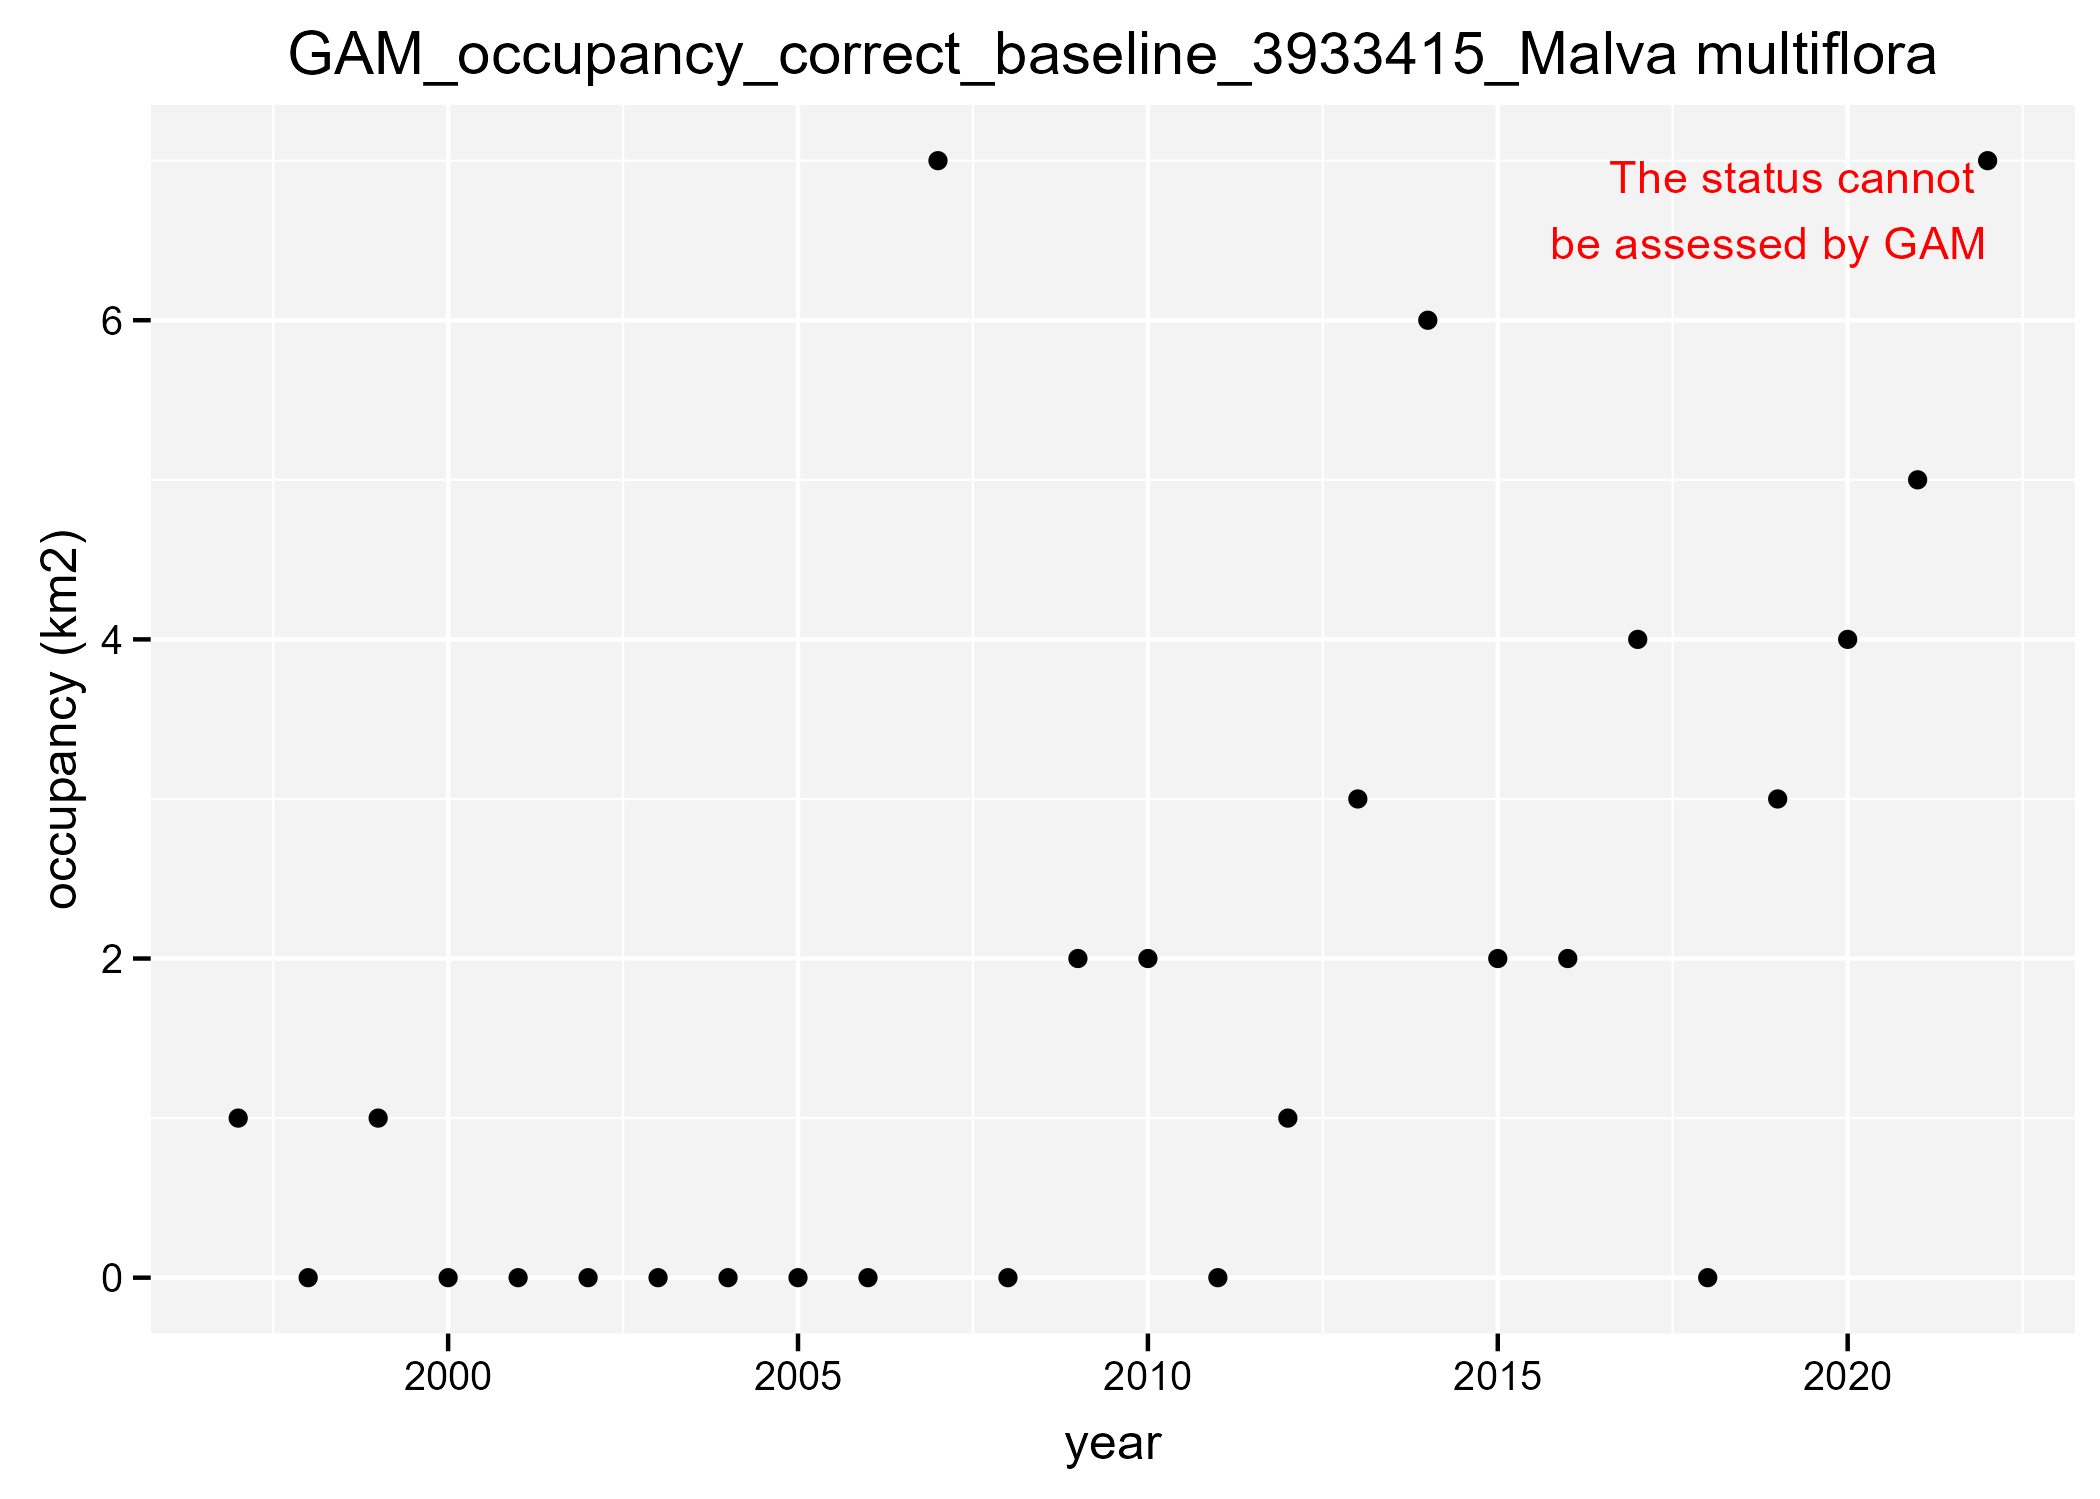 GAM_occupancy_correct_baseline_3933415_Malva multiflora
The status cannot
be assessed by GAM
occupancy (km2)
6
4
2
0
2000 2005 2010 2015 2020
year